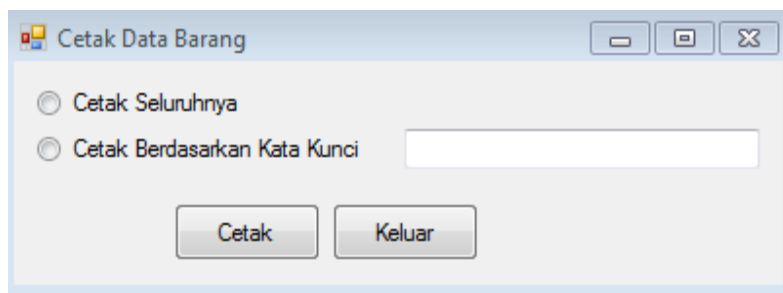 Cetak Data Barang
Cetak Seluruhnya
Cetak Berdasarkan Kata Kunci
Cetak Keluar